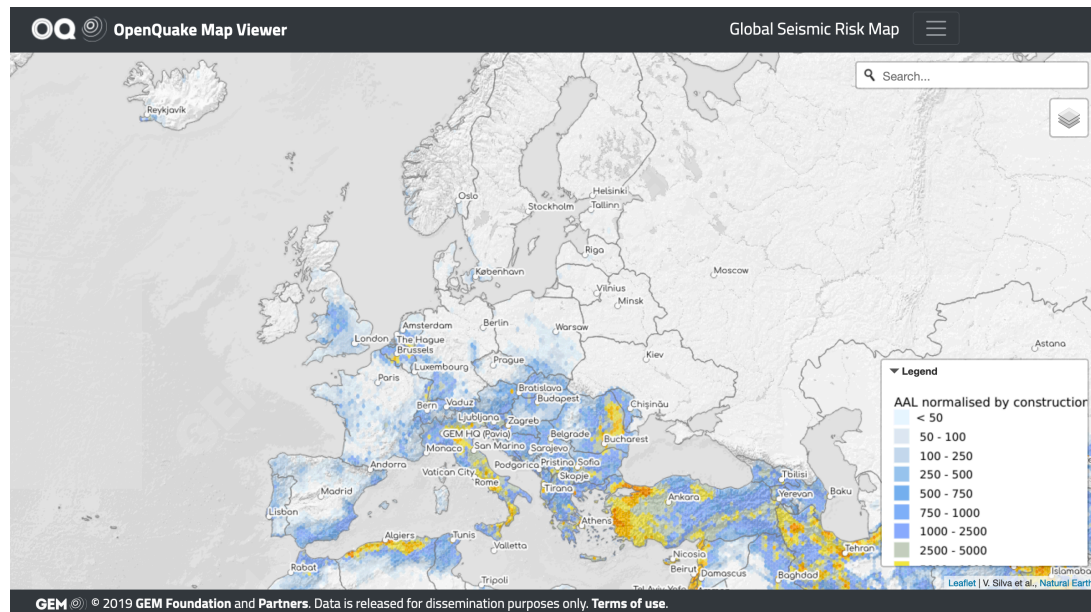 OQ OpenQuake Map Viewer
Global Seismic Risk Map
Search...
Reykjavík
Oslo
Helsinki
Stockholm
Tallinn
Riga
København
Moscow
Vilnius
Minsk
Amsterdam
Berlin
Warsaw
London
The Hague
Brussels
Astana
Kiev
Prague
Luxembourg
Paris
Bratislava
Budapest
Bern
Vaduz
Chișinău
Ljubljana
Zagreb
GEM HQ (Pavia)
Belgrade
Bucharest
Monaco
San Marino
Sarajevo
Andorra
Podgorica
Pristina
Sofia
Vatican City
Skopje
Rome
Tirana
Madrid
Tbilisi
Ankara
Yerevan
Baku
Lisbon
Athens
Algiers
Tunis
Valletta
Tehran
Nicosia
Rabat
Beirut
Damascus
Baghdad
Tripoli
Legend
AAL normalised by construction
< 50
50 - 100
100 - 250
250 - 500
500 - 750
750 - 1000
1000 - 2500
2500 - 5000
Leaflet | V. Silva et al., Natural Earth
GEM © 2019 GEM Foundation and Partners. Data is released for dissemination purposes only. Terms of use.